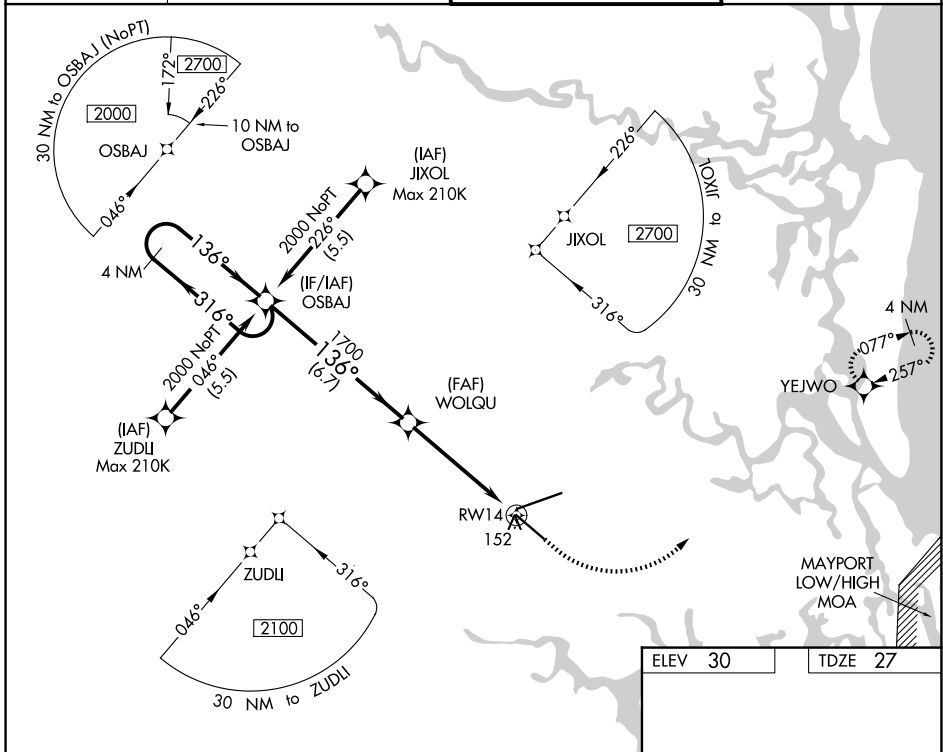 30 NM to OSBAJ (NoPT)
172°
2700
226°
2000
10 NM to
OSBAJ
OSBAJ
046°
(IAF)
JIXOL
Max 210K
2000 NoPT
226°
(5.5)
4 NM
136°
316°
(IF/IAF)
OSBAJ
2000 NoPT
046°
(5.5)
(IAF)
ZUDLI
Max 210K
1700
136°
(6.7)
(FAF)
WOLQU
226°
JIXOL
2700
30 NM to JIXOL
316°
4 NM
077°
257°
YEJWO
RW14
152
ZUDLI
046°
316°
2100
30 NM to ZUDLI
MAYPORT
LOW/HIGH
MOA
ELEV 30
TDZE 27